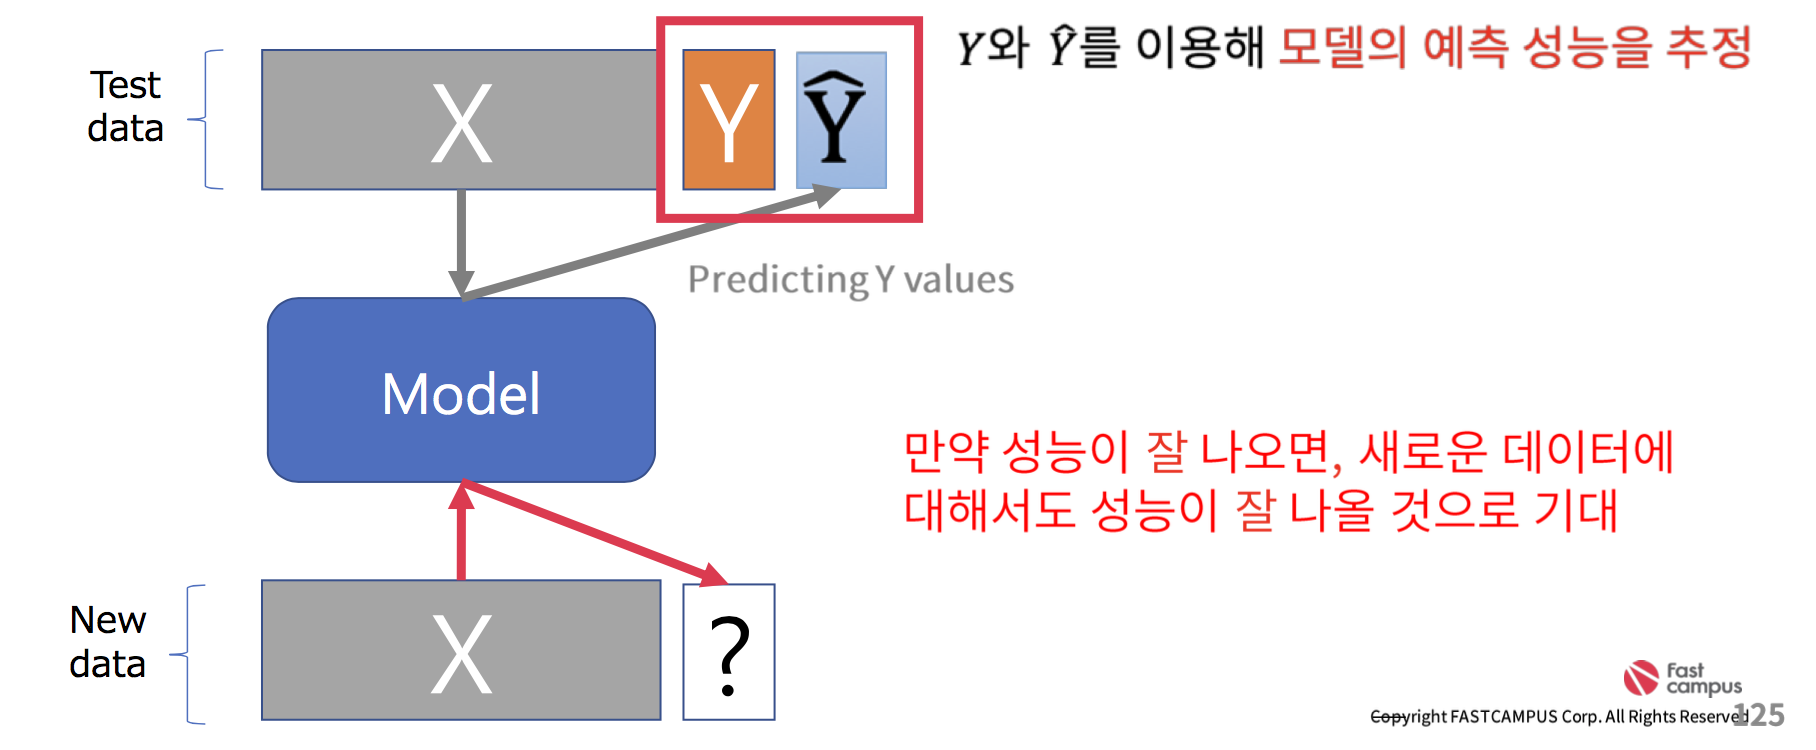 Y와 Ŷ를 이용해 모델의 예측 성능을 추정
Test
data
X
Y
Ŷ
Predicting Y values
Model
만약 성능이 잘 나오면, 새로운 데이터에
대해서도 성능이 잘 나올 것으로 기대
New
data
X
?
Fast
campus
Copyright FASTCAMPUS Corp. All Rights Reserved
125